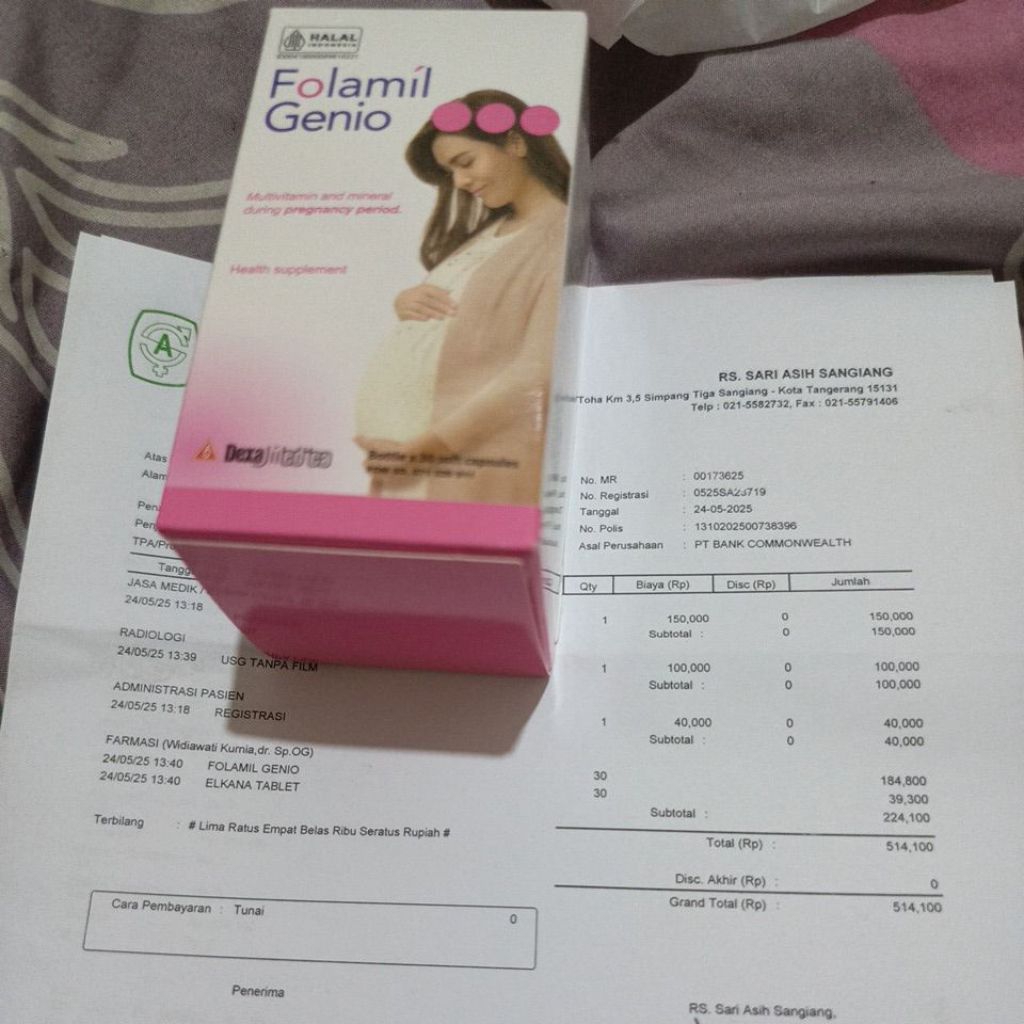 HALAL
INDONESIA
Folamil
Genio
Multivitamin and mineral
during pregnancy period.
Health supplement
Dexa Medica
A
RS. SARI ASIH SANGIANG
Toha Km 3,5 Simpang Tiga Sangiang - Kota Tangerang 15131
Telp : 021-5582732, Fax : 021-55791406
Atas
Alam
No. MR : 00173625
No. Registrasi : 0525SA23719
Tanggal : 24-05-2025
No. Polis : 1310202500738396
Asal Perusahaan : PT BANK COMMONWEALTH
TPA/Pr
Tangg Qty Biaya (Rp) Disc (Rp) Jumlah
JASA MEDIK
24/05/25 13:18 1 150,000 0 150,000
Subtotal : 0 150,000
RADIOLOGI
24/05/25 13:39 USG TANPA FILM 1 100,000 0 100,000
Subtotal : 0 100,000
ADMINISTRASI PASIEN
24/05/25 13:18 REGISTRASI 1 40,000 0 40,000
Subtotal : 0 40,000
FARMASI (Widiawati Kurnia,dr. Sp.OG)
24/05/25 13:40 FOLAMIL GENIO 30 184,800
24/05/25 13:40 ELKANA TABLET 30 39,300
Subtotal : 224,100
Terbilang : # Lima Ratus Empat Belas Ribu Seratus Rupiah #
Total (Rp) : 514,100
Disc. Akhir (Rp) : 0
Grand Total (Rp) : 514,100
Cara Pembayaran : Tunai 0
Penerima
RS. Sari Asih Sangiang,